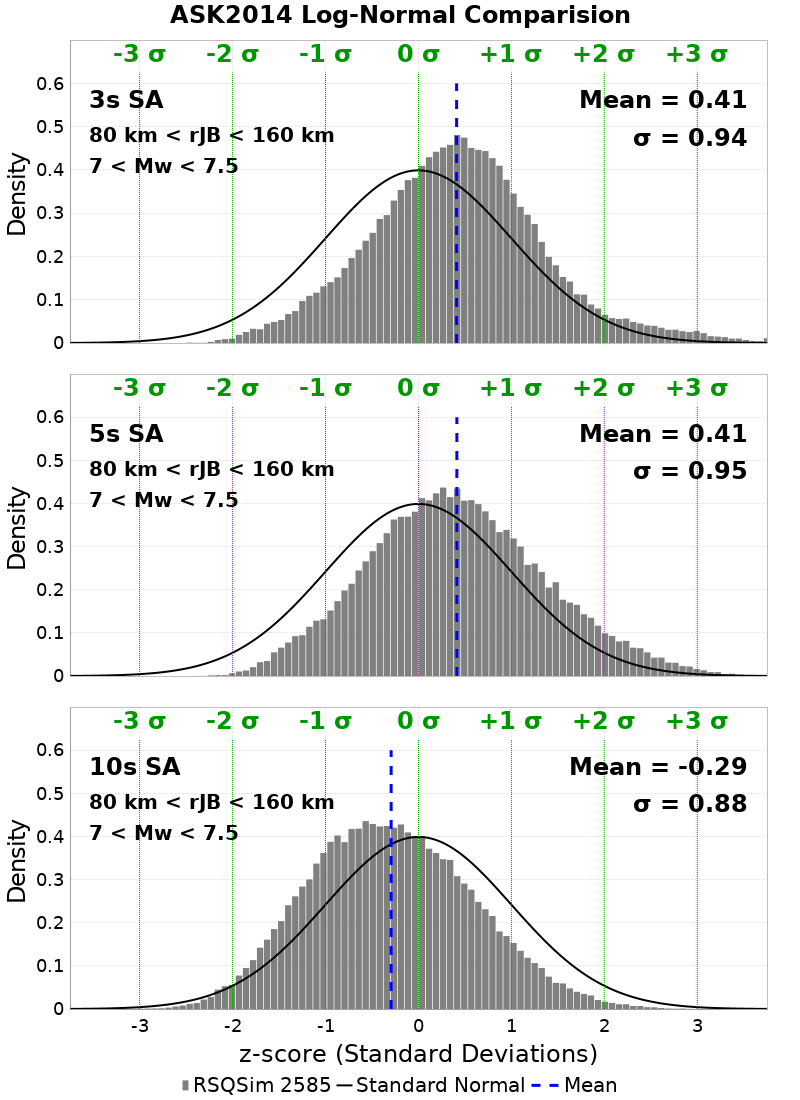 ASK2014 Log-Normal Comparision
-3 σ -2 σ -1 σ 0 σ +1 σ +2 σ +3 σ
0.6
3s SA Mean = 0.41
0.5
80 km < rJB < 160 km σ = 0.94
7 < Mw < 7.5
0.4
0.3
0.2
0.1
0
Density
-3 σ -2 σ -1 σ 0 σ +1 σ +2 σ +3 σ
0.6
5s SA Mean = 0.41
0.5
80 km < rJB < 160 km σ = 0.95
7 < Mw < 7.5
0.4
0.3
0.2
0.1
0
Density
-3 σ -2 σ -1 σ 0 σ +1 σ +2 σ +3 σ
0.6
10s SA Mean = -0.29
0.5
80 km < rJB < 160 km σ = 0.88
7 < Mw < 7.5
0.4
0.3
0.2
0.1
0
Density
-3 -2 -1 0 1 2 3
z-score (Standard Deviations)
RSQSim 2585 Standard Normal Mean